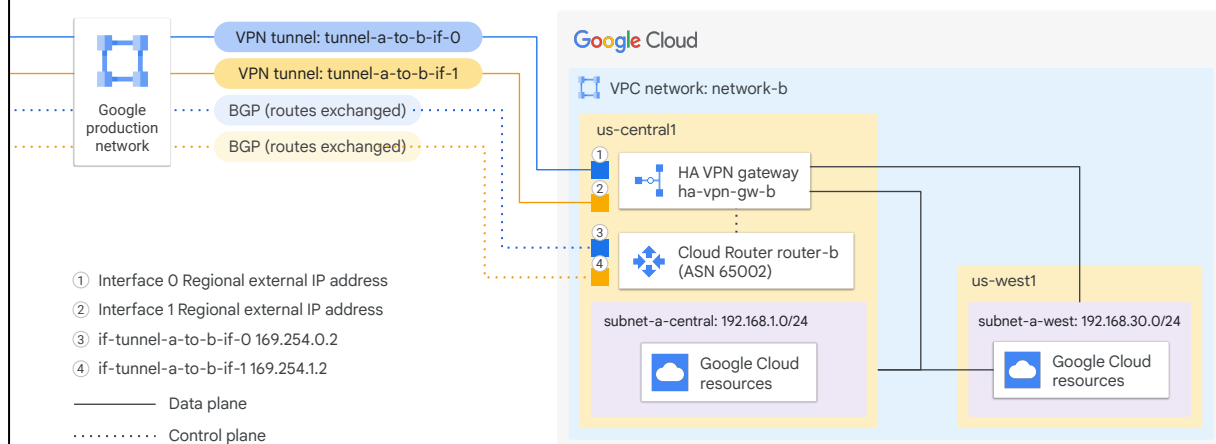 VPN tunnel: tunnel-a-to-b-if-0
VPN tunnel: tunnel-a-to-b-if-1
BGP (routes exchanged)
BGP (routes exchanged)
Google
production
network
Google Cloud
VPC network: network-b
us-central1
1
HA VPN gateway
ha-vpn-gw-b
2
3
Cloud Router router-b
(ASN 65002)
4
subnet-a-central: 192.168.1.0/24
Google Cloud
resources
us-west1
subnet-a-west: 192.168.30.0/24
Google Cloud
resources
1 Interface 0 Regional external IP address
2 Interface 1 Regional external IP address
3 if-tunnel-a-to-b-if-0 169.254.0.2
4 if-tunnel-a-to-b-if-1 169.254.1.2
Data plane
Control plane